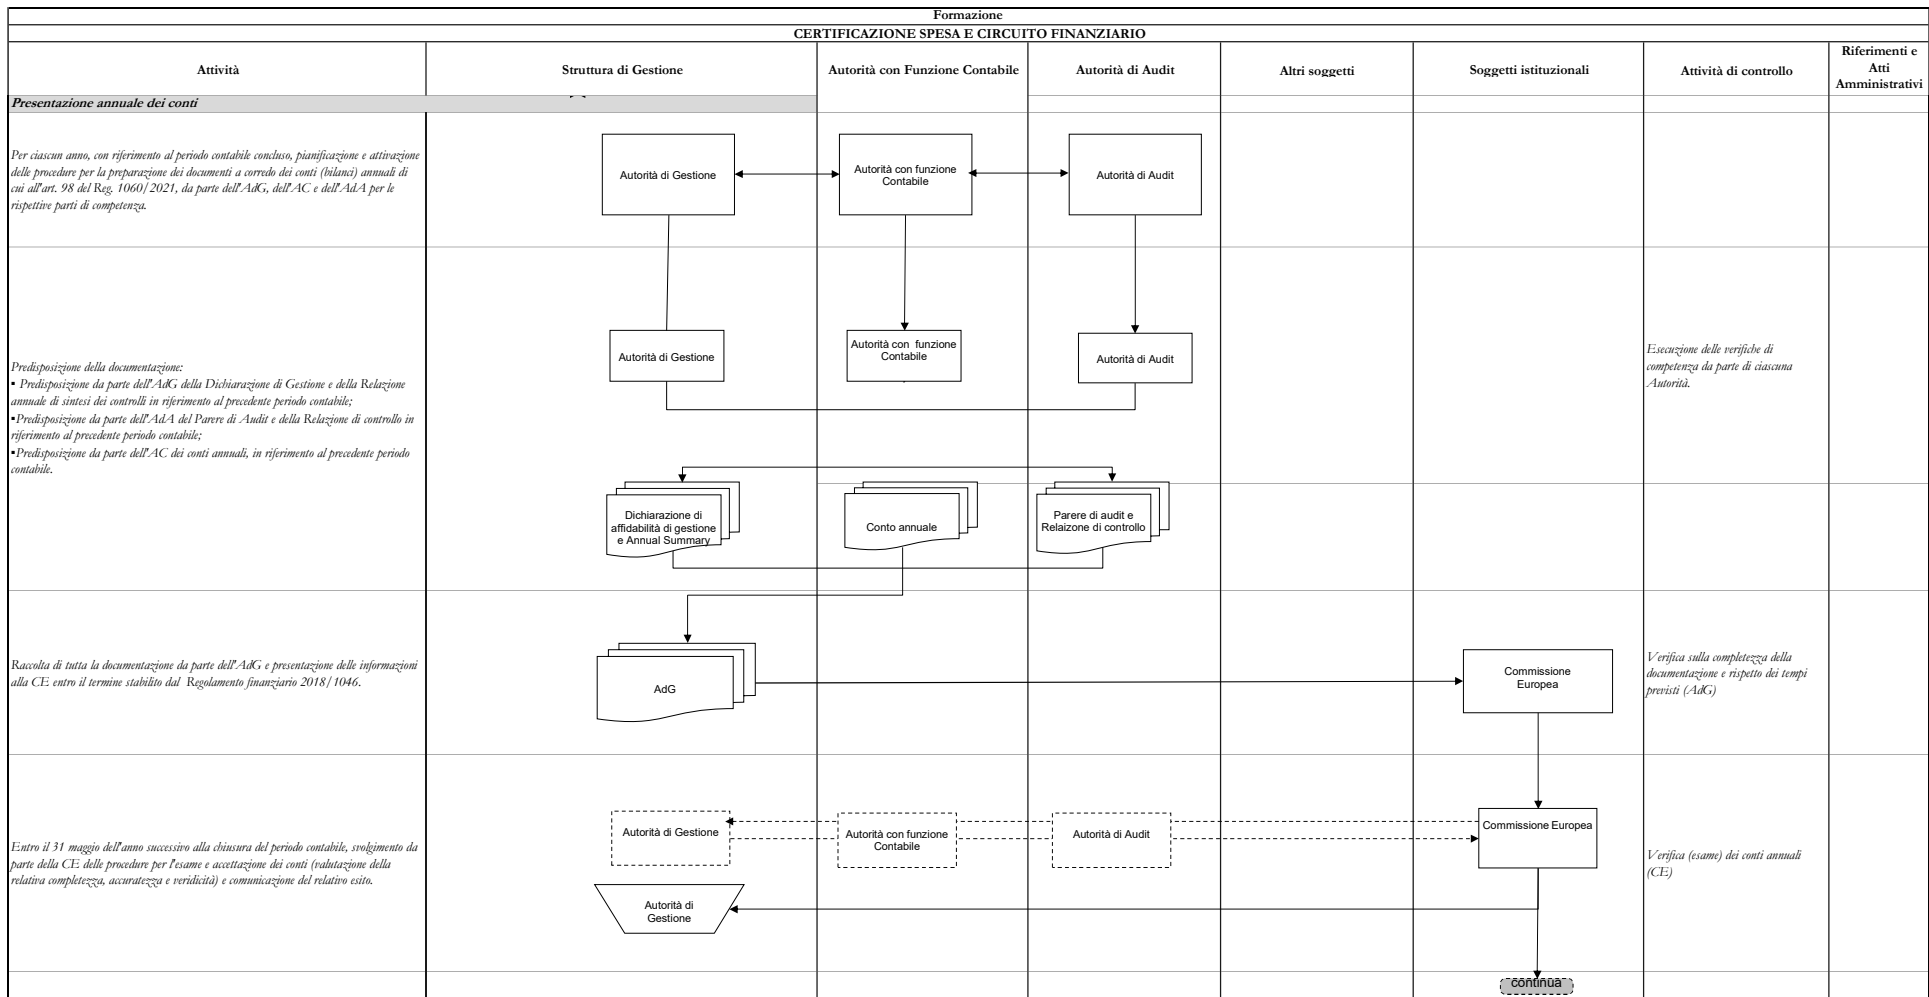 Formazione
CERTIFICAZIONE SPESA E CIRCUITO FINANZIARIO
Attività
Struttura di Gestione
Autorità con Funzione Contabile
Autorità di Audit
Altri soggetti
Soggetti istituzionali
Attività di controllo
Riferimenti e
Atti
Amministrativi
Presentazione annuale dei conti
Per ciascun anno, con riferimento al periodo contabile concluso, pianificazione e attivazione
delle procedure per la preparazione dei documenti a corredo dei conti (bilanci) annuali di
cui all'art. 98 del Reg. 1060/2021, da parte dell'AdG, dell'AC e dell'AdA per le
rispettive parti di competenza.
Autorità di Gestione
Autorità con funzione
Contabile
Autorità di Audit
Predisposizione della documentazione:
▪ Predisposizione da parte dell'AdG della Dichiarazione di Gestione e della Relazione
annuale di sintesi dei controlli in riferimento al precedente periodo contabile;
▪Predisposizione da parte dell'AdA del Parere di Audit e della Relazione di controllo in
riferimento al precedente periodo contabile;
▪Predisposizione da parte dell'AC dei conti annuali, in riferimento al precedente periodo
contabile.
Autorità di Gestione
Autorità con  funzione
Contabile
Autorità di Audit
Esecuzione delle verifiche di
competenza da parte di ciascuna
Autorità.
Dichiarazione di
affidabilità di gestione
e Annual Summary
Conto annuale
Parere di audit e
Relaizone di controllo
Raccolta di tutta la documentazione da parte dell'AdG e presentazione delle informazioni
alla CE entro il termine stabilito dal  Regolamento finanziario 2018/1046.
AdG
Commissione
Europea
Verifica sulla completezza della
documentazione e rispetto dei tempi
previsti (AdG)
Entro il 31 maggio dell'anno successivo alla chiusura del periodo contabile, svolgimento da
parte della CE delle procedure per l'esame e accettazione dei conti (valutazione della
relativa completezza, accuratezza e veridicità) e comunicazione del relativo esito.
Autorità di Gestione
Autorità con funzione
Contabile
Autorità di Audit
Commissione Europea
Verifica (esame) dei conti annuali
(CE)
Autorità di
Gestione
continua